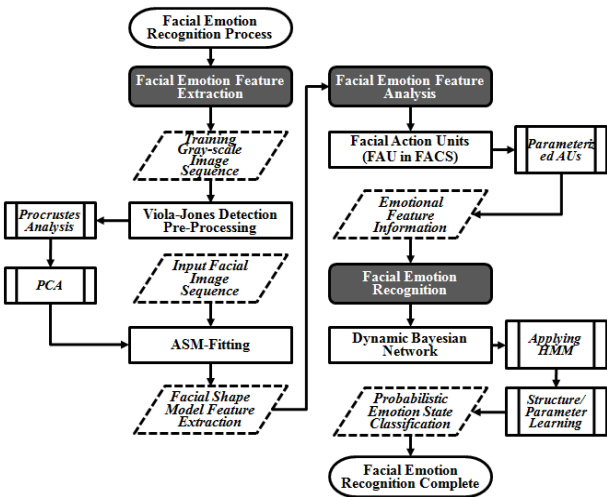 Facial Emotion
Recognition Process
Facial Emotion Feature
Extraction
Training
Gray-scale
Image
Sequence
Viola-Jones Detection
Pre-Processing
Procrustes
Analysis
PCA
Input Facial
Image
Sequence
ASM-Fitting
Facial Shape
Model Feature
Extraction
Facial Emotion Feature
Analysis
Facial Action Units
(FAU in FACS)
Parameteriz
ed AUs
Emotional
Feature
Information
Facial Emotion
Recognition
Dynamic Bayesian
Network
Applying
HMM
Structure/
Parameter
Learning
Probabilistic
Emotion State
Classification
Facial Emotion
Recognition Complete